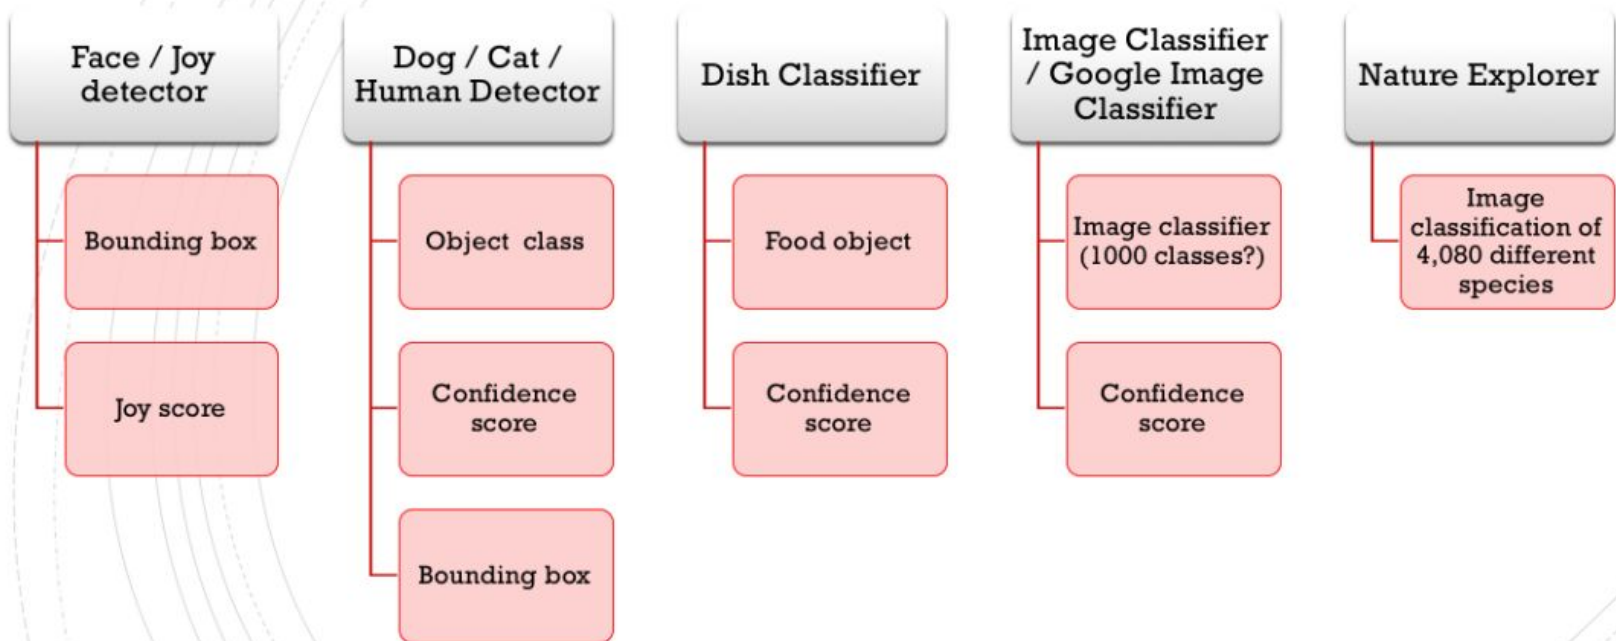 Face / Joy
detector
Bounding box
Joy score
Dog / Cat /
Human Detector
Object class
Confidence
score
Bounding box
Dish Classifier
Food object
Confidence
score
Image Classifier
/ Google Image
Classifier
Image classifier
(1000 classes?)
Confidence
score
Nature Explorer
Image
classification of
4,080 different
species